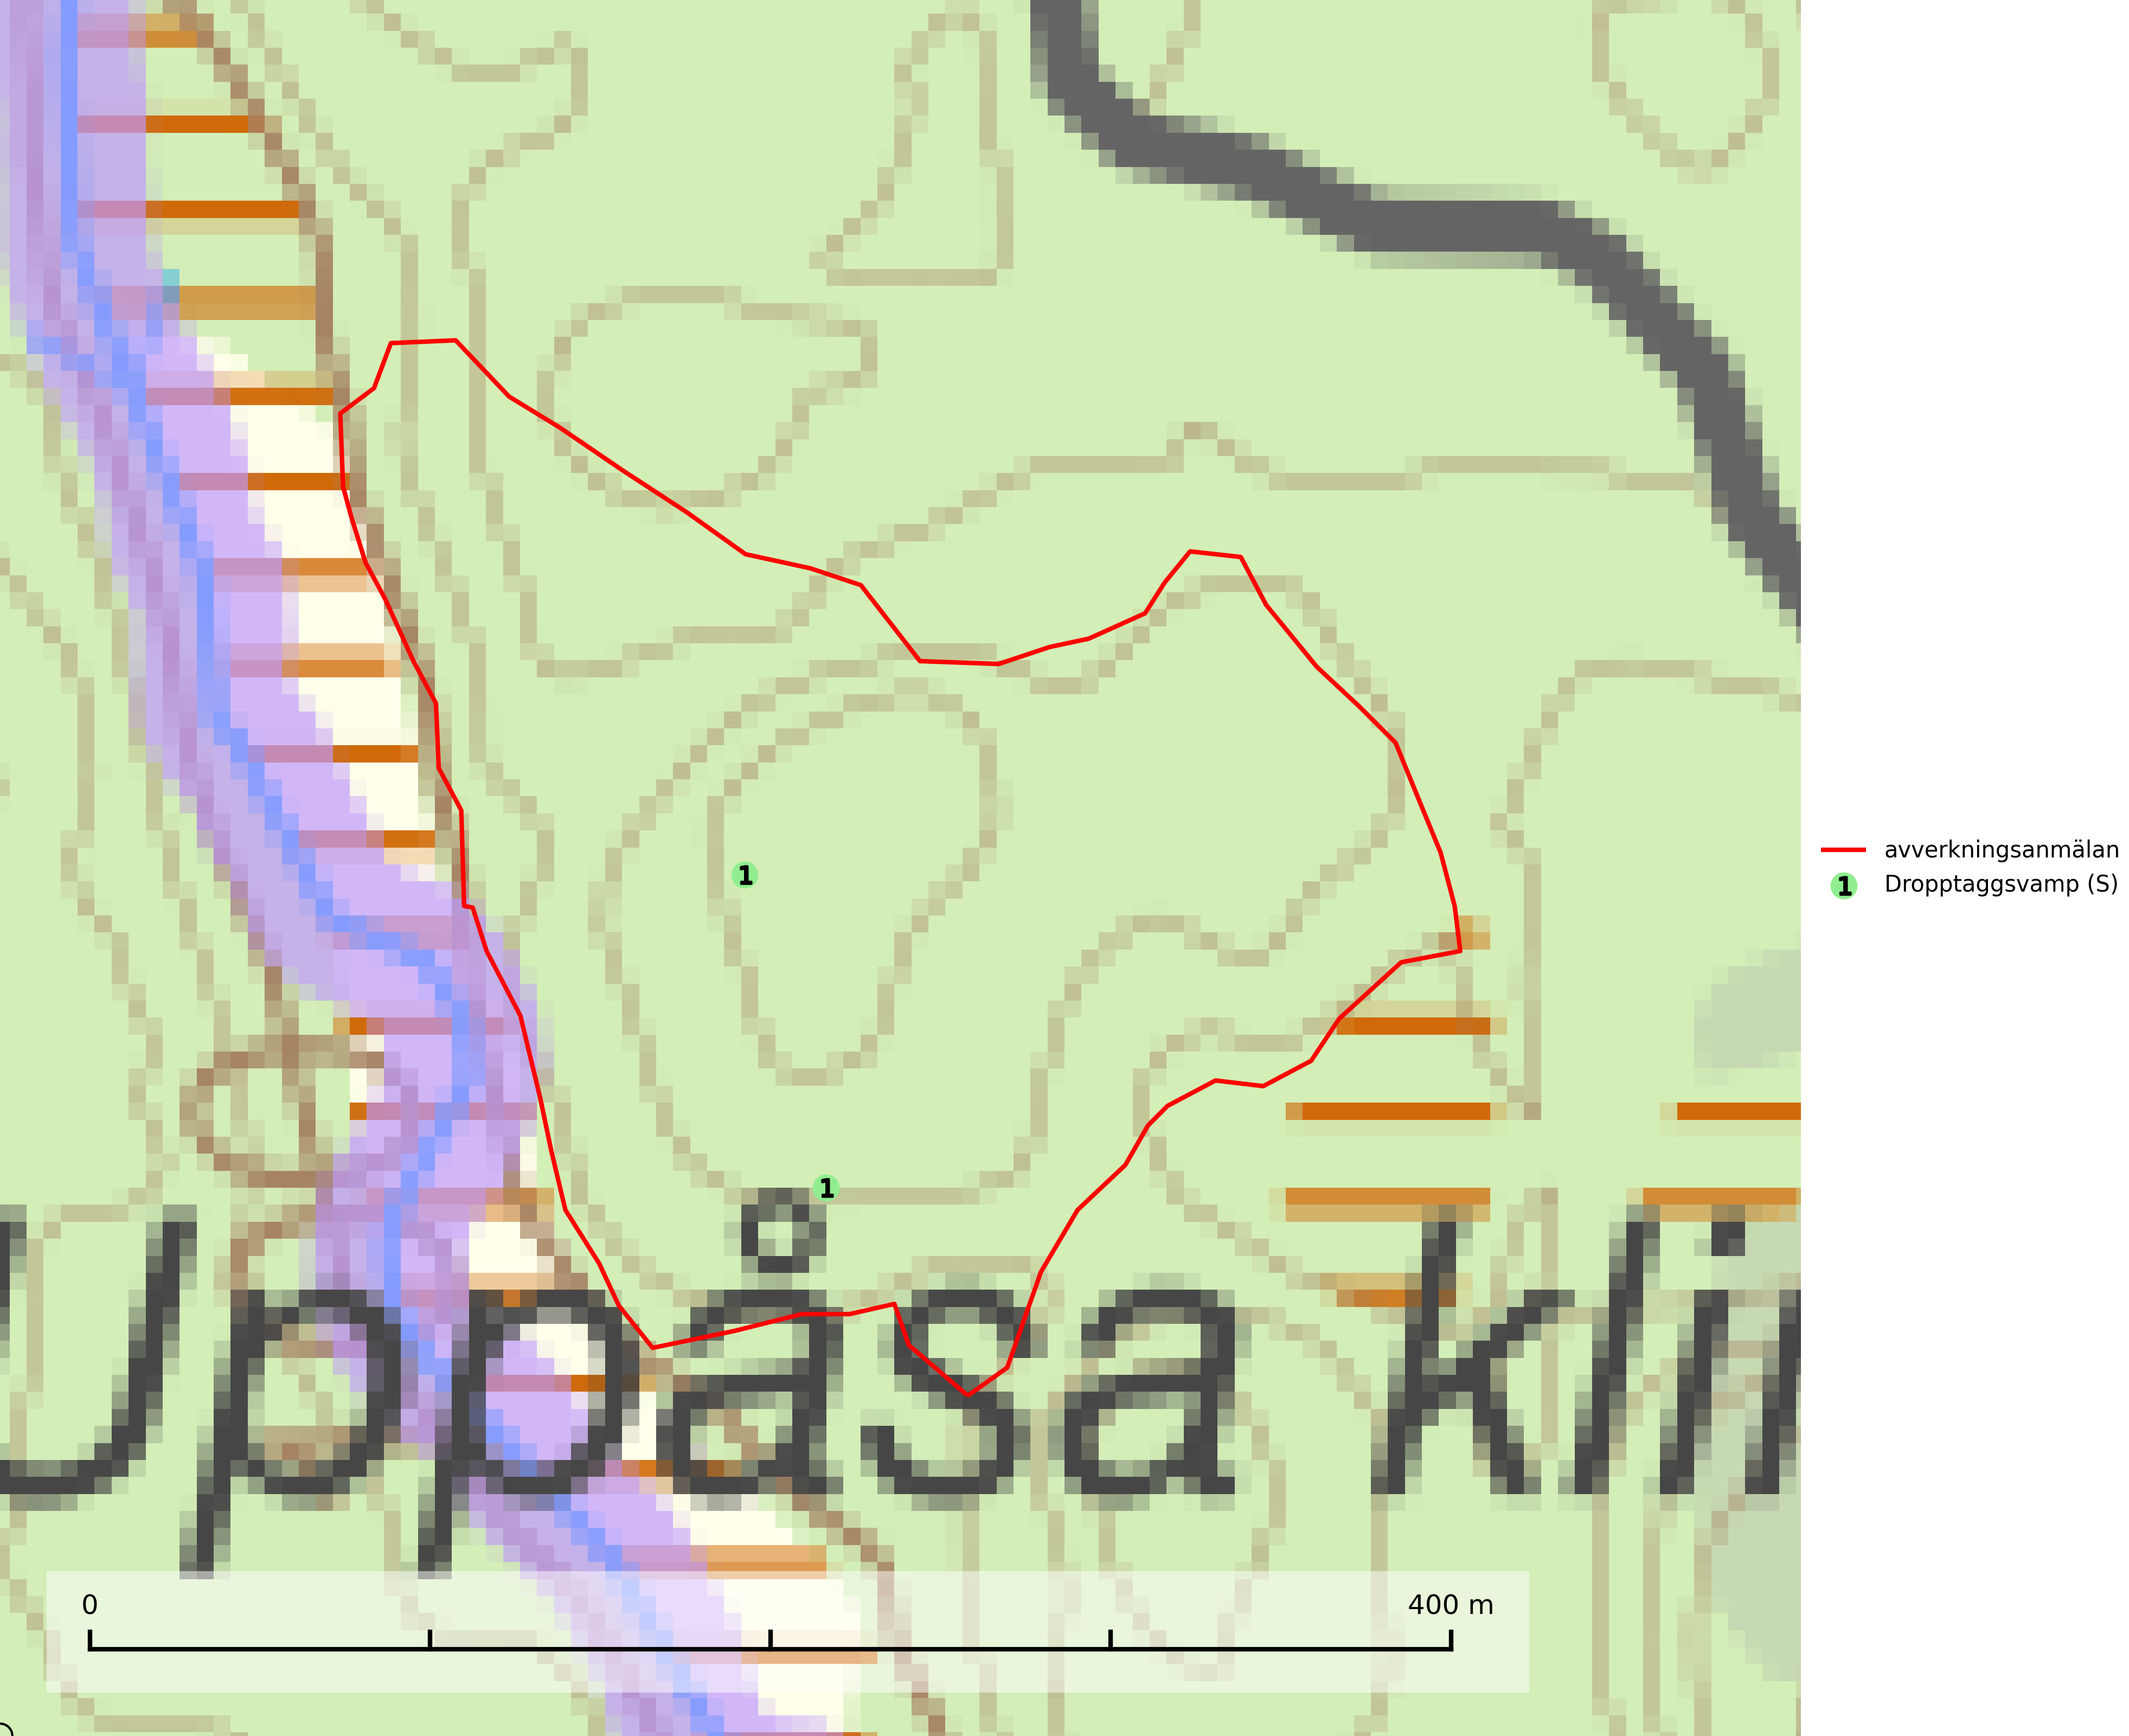 avverkningsanmälan
1 Dropptaggsvamp (S)
1
1
Uppåsa kli
0 400 m